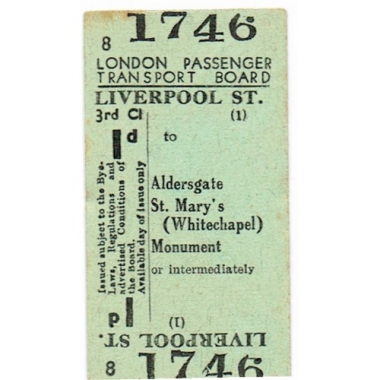 8 1746
LONDON PASSENGER
TRANSPORT BOARD
LIVERPOOL ST.
3rd Cl (1)
1d to
Aldersgate
St. Mary's
(Whitechapel)
Monument
or intermediately
Issued subject to the Bye-
Laws, Regulations and
advertised Conditions of
the Board.
Available day of issue only
p1 (1)
LIVERPOOL ST.
8 1746